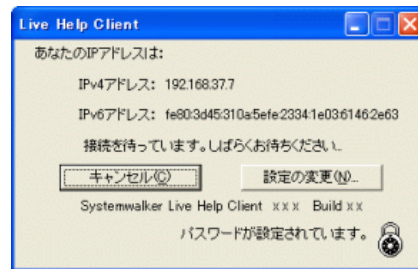 Live Help Client
あなたのIPアドレスは:
IPv4アドレス: 192.168.37.7
IPv6アドレス: fe80:3d45:310a:5efe:2334:1e03:6146:2e63
接続を待っています。しばらくお待ちください...
キャンセル(C) 設定の変更(N)...
Systemwalker Live Help Client xxx Build xx
パスワードが設定されています。